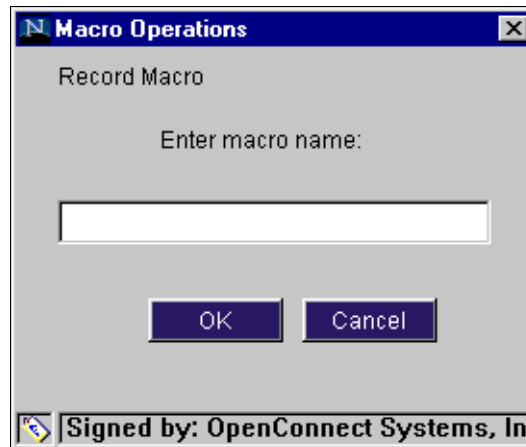 N Macro Operations
Record Macro
Enter macro name:
OK Cancel
Signed by: OpenConnect Systems, In